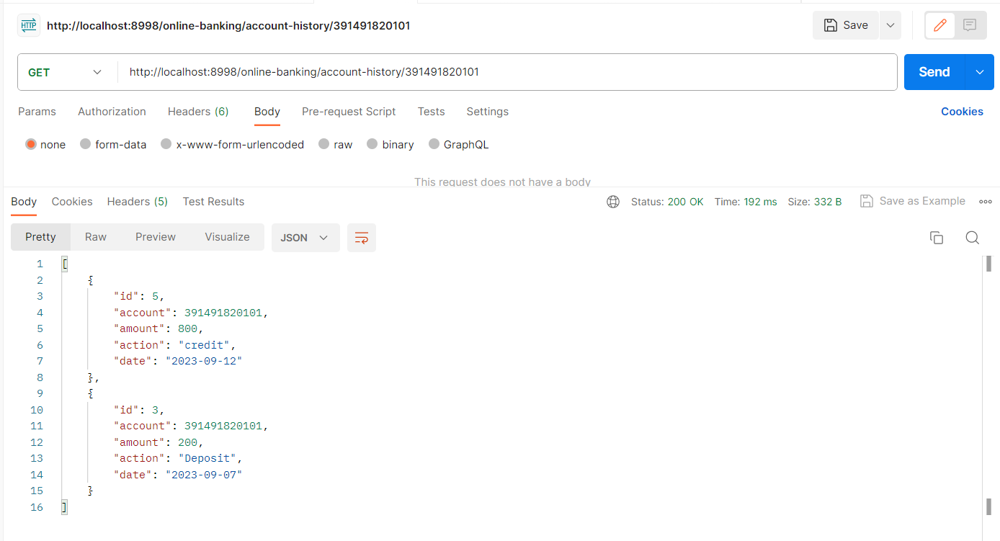 HTTP http://localhost:8998/online-banking/account-history/391491820101 Save
GET http://localhost:8998/online-banking/account-history/391491820101 Send
Params Authorization Headers (6) Body Pre-request Script Tests Settings Cookies
none form-data x-www-form-urlencoded raw binary GraphQL
This request does not have a body
Body Cookies Headers (5) Test Results Status: 200 OK Time: 192 ms Size: 332 B Save as Example
Pretty Raw Preview Visualize JSON
1 [
2 {
3 "id": 5,
4 "account": 391491820101,
5 "amount": 800,
6 "action": "credit",
7 "date": "2023-09-12"
8 },
9 {
10 "id": 3,
11 "account": 391491820101,
12 "amount": 200,
13 "action": "Deposit",
14 "date": "2023-09-07"
15 }
16 ]